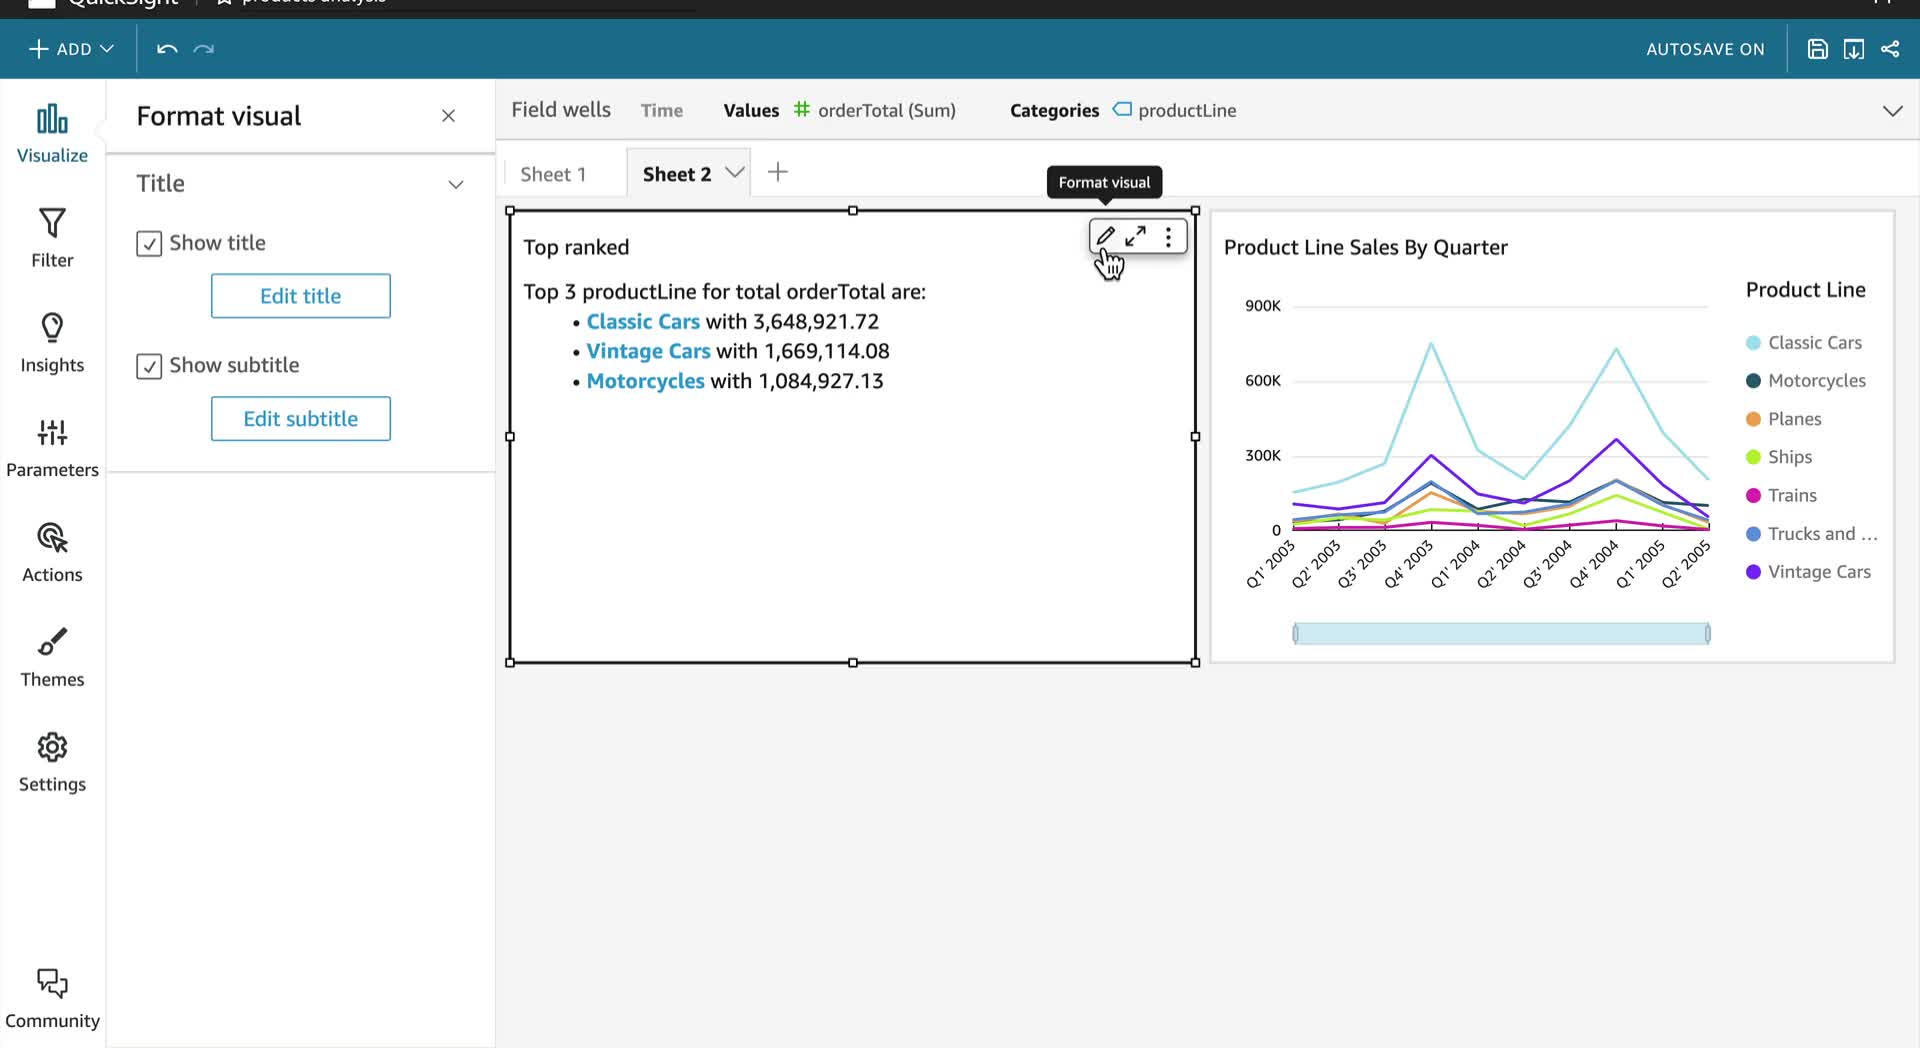 QuickSight products analysis
ADD
AUTOSAVE ON
Visualize
Filter
Insights
Parameters
Actions
Themes
Settings
Community
Format visual
Title
Show title
Edit title
Show subtitle
Edit subtitle
Field wells Time Values orderTotal (Sum) Categories productLine
Sheet 1 Sheet 2
Format visual
Top ranked
Top 3 productLine for total orderTotal are:
• Classic Cars with 3,648,921.72
• Vintage Cars with 1,669,114.08
• Motorcycles with 1,084,927.13
Product Line Sales By Quarter
900K
600K
300K
0
Q1' 2003
Q2' 2003
Q3' 2003
Q4' 2003
Q1' 2004
Q2' 2004
Q3' 2004
Q4' 2004
Q1' 2005
Q2' 2005
Product Line
Classic Cars
Motorcycles
Planes
Ships
Trains
Trucks and ...
Vintage Cars